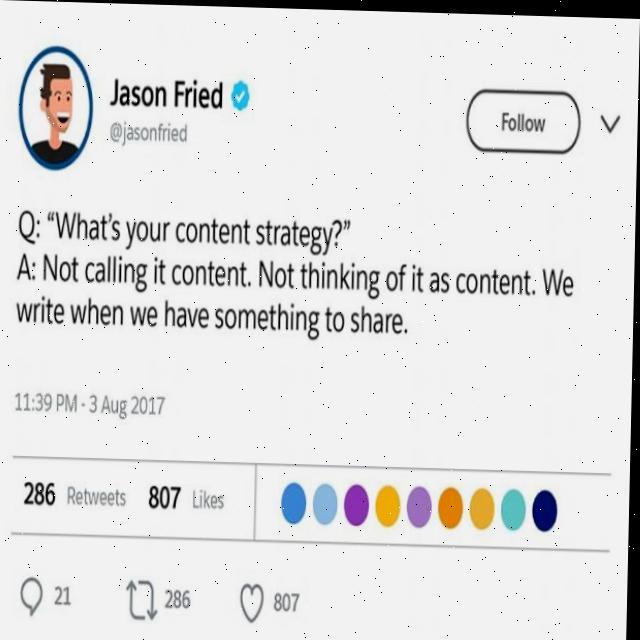 Jason Fried
@jasonfried
Follow
Q: “What’s your content strategy?”
A: Not calling it content. Not thinking of it as content. We
write when we have something to share.
11:39 PM - 3 Aug 2017
286 Retweets 807 Likes
21 286 807